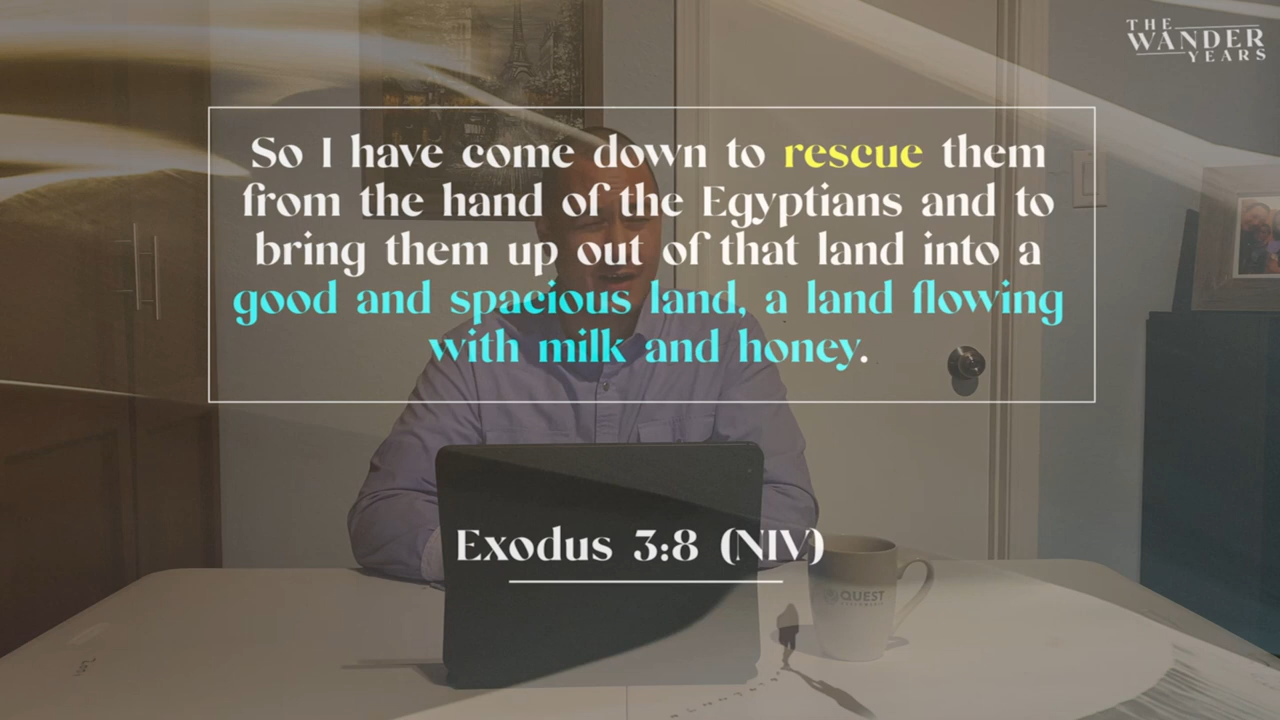 THE
WANDER
YEARS
So I have come down to rescue them
from the hand of the Egyptians and to
bring them up out of that land into a
good and spacious land, a land flowing
with milk and honey.
Exodus 3:8 (NIV)
QUEST